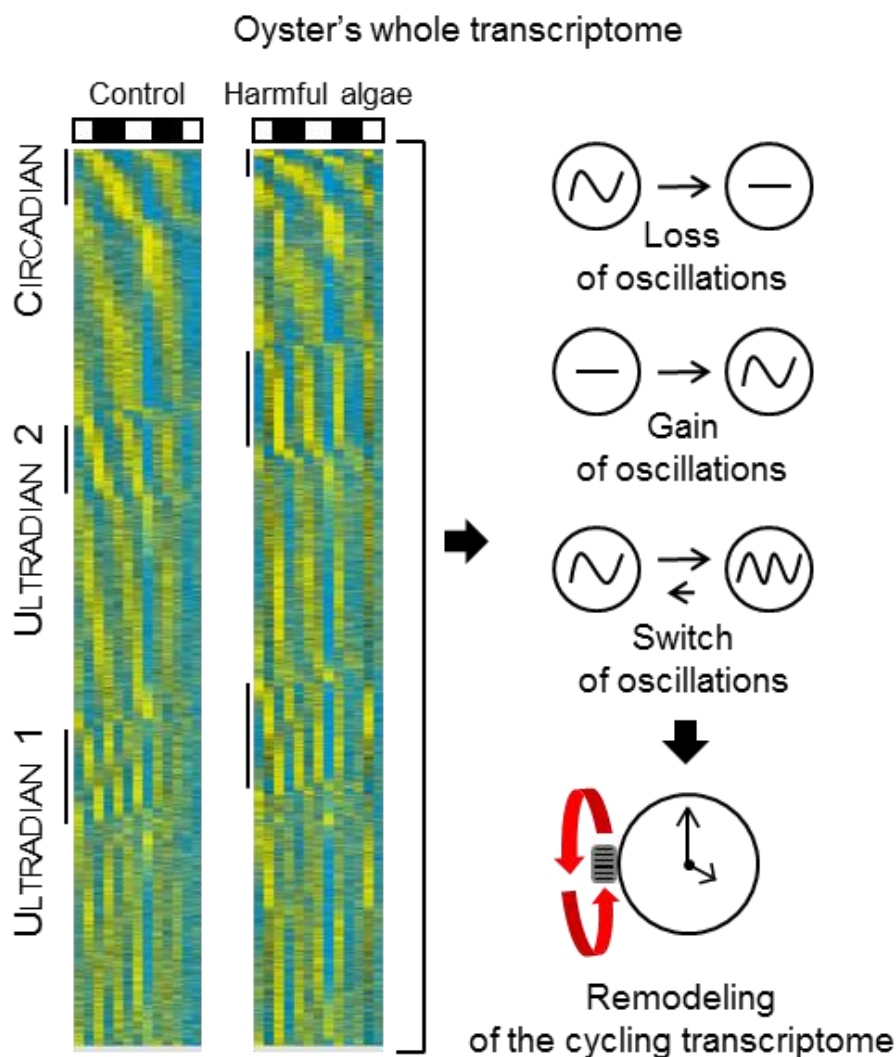 Oyster's whole transcriptome
Control
Harmful algae
CIRCADIAN
ULTRADIAN 2
ULTRADIAN 1
Loss
of oscillations
Gain
of oscillations
Switch
of oscillations
Remodeling
of the cycling transcriptome